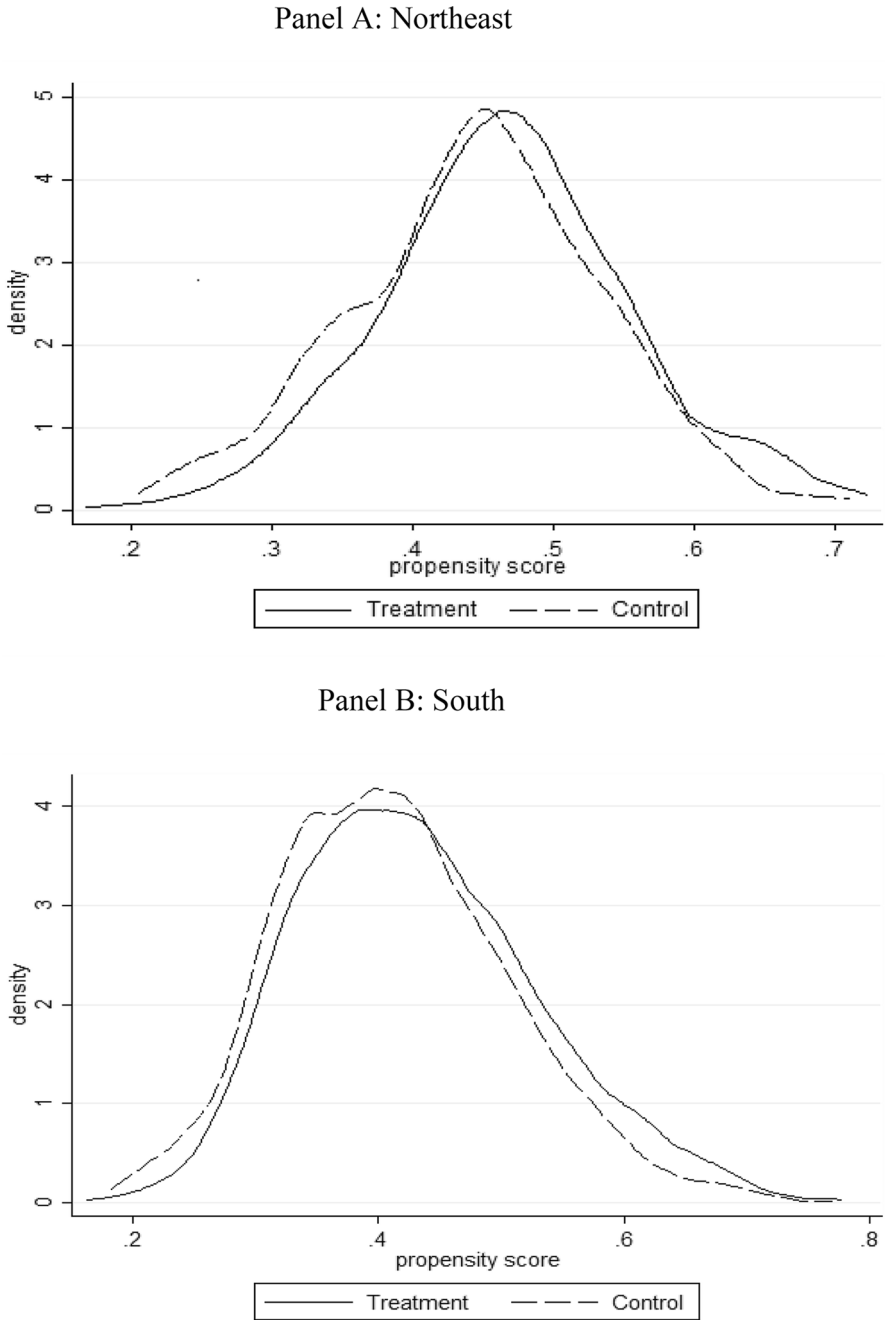 Panel A: Northeast
5
4
3
2
1
0
density
.2 .3 .4 .5 .6 .7
propensity score
Treatment Control
Panel B: South
4
3
2
1
0
density
.2 .4 .6 .8
propensity score
Treatment Control